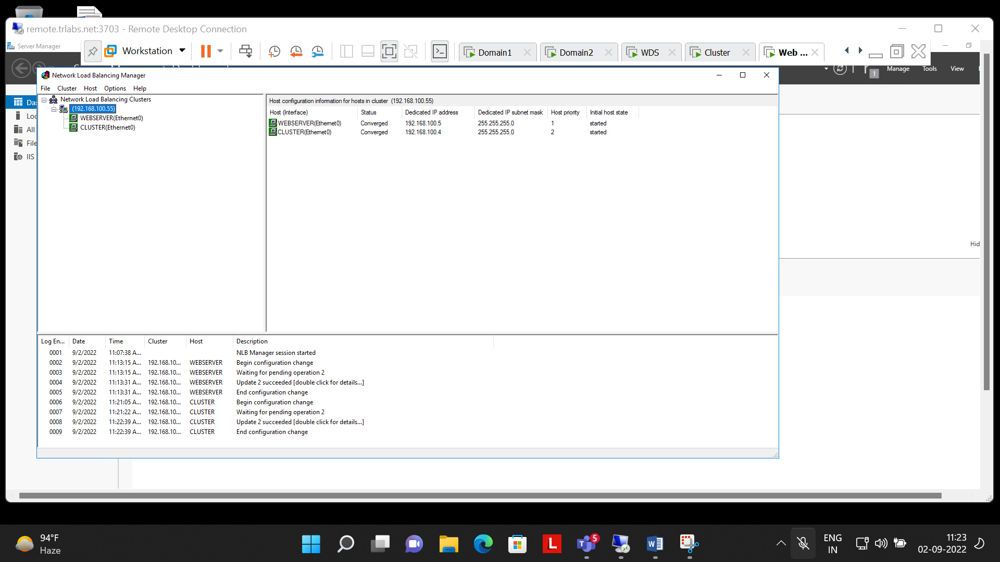 remote.trlabs.net:3703 - Remote Desktop Connection
Server Manager
Workstation
Domain1
Domain2
WDS
Cluster
Web ...
1
Manage
Tools
View
Network Load Balancing Manager
File Cluster Host Options Help
Network Load Balancing Clusters
(192.168.100.55)
WEBSERVER(Ethernet0)
CLUSTER(Ethernet0)
Host configuration information for hosts in cluster (192.168.100.55)
Host (Interface) Status Dedicated IP address Dedicated IP subnet mask Host priority Initial host state
WEBSERVER(Ethernet0) Converged 192.168.100.5 255.255.255.0 1 started
CLUSTER(Ethernet0) Converged 192.168.100.4 255.255.255.0 2 started
Da
Loc
All
File
IIS
Hid
Log En... Date Time Cluster Host Description
0001 9/2/2022 11:07:38 A... NLB Manager session started
0002 9/2/2022 11:13:15 A... 192.168.10... WEBSERVER Begin configuration change
0003 9/2/2022 11:13:15 A... 192.168.10... WEBSERVER Waiting for pending operation 2
0004 9/2/2022 11:13:31 A... 192.168.10... WEBSERVER Update 2 succeeded [double click for details...]
0005 9/2/2022 11:13:31 A... 192.168.10... WEBSERVER End configuration change
0006 9/2/2022 11:21:05 A... 192.168.10... CLUSTER Begin configuration change
0007 9/2/2022 11:21:22 A... 192.168.10... CLUSTER Waiting for pending operation 2
0008 9/2/2022 11:22:39 A... 192.168.10... CLUSTER Update 2 succeeded [double click for details...]
0009 9/2/2022 11:22:39 A... 192.168.10... CLUSTER End configuration change
94°F
Haze
L
T
5
W
ENG
IN
11:23
02-09-2022